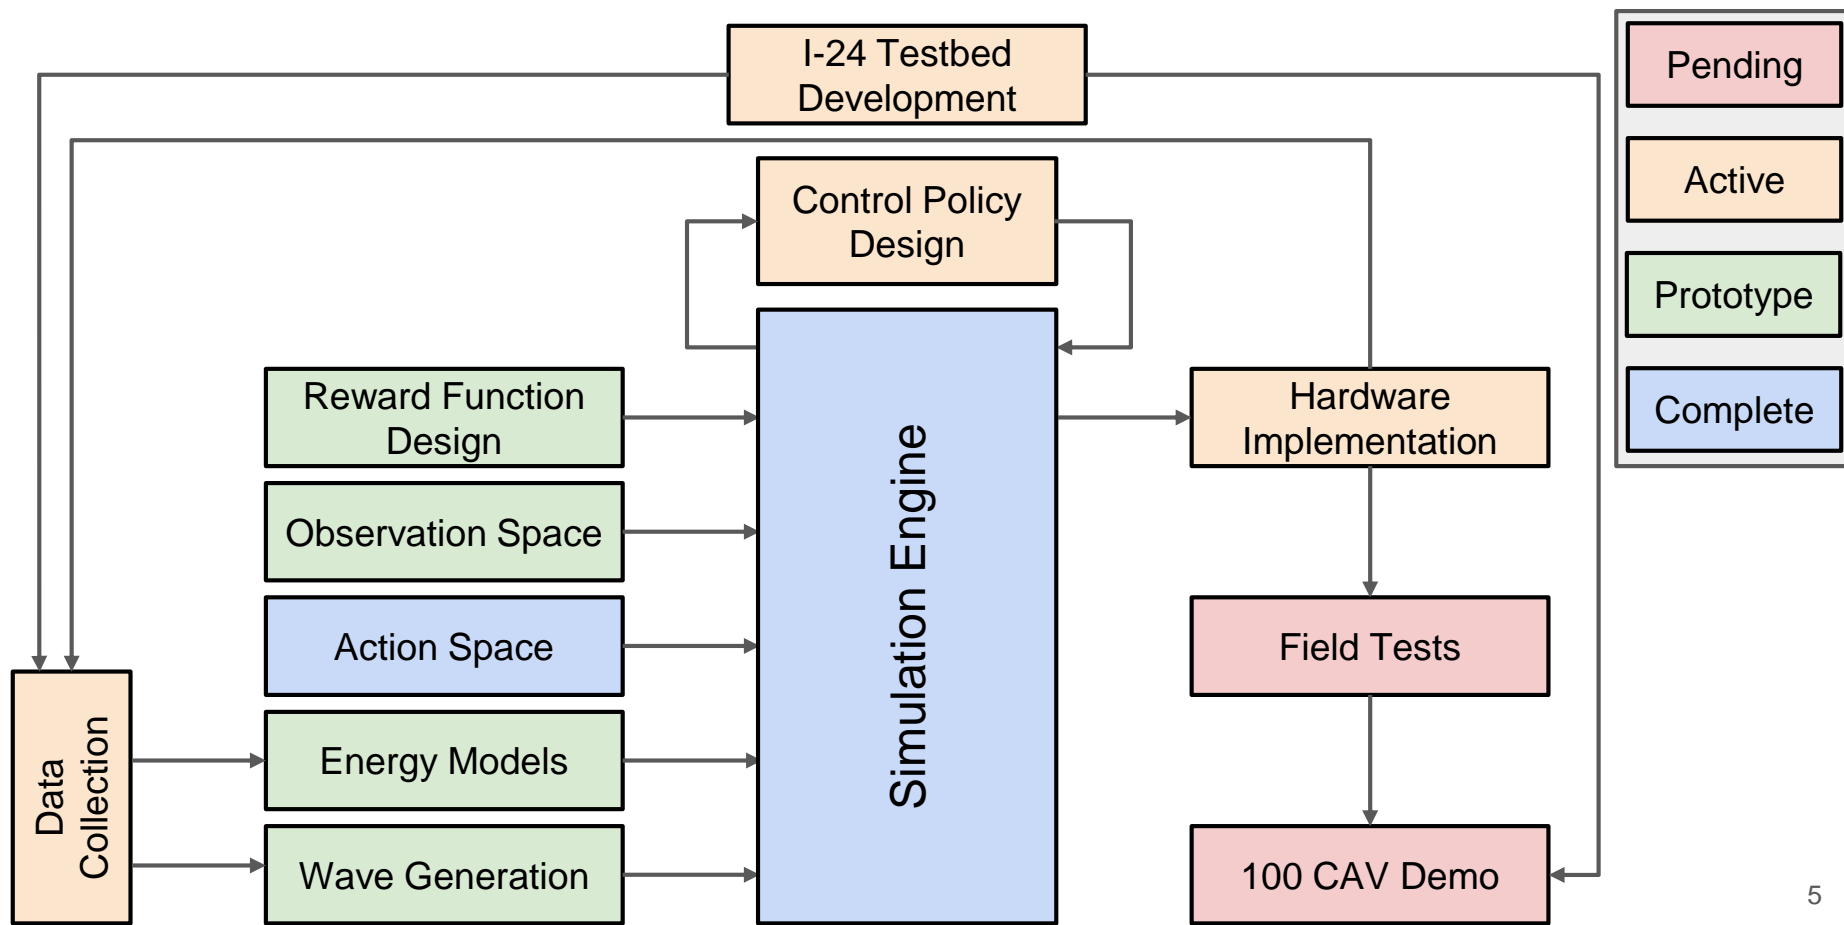 I-24 Testbed
Development
Pending
Active
Prototype
Complete
Control Policy
Design
Reward Function
Design
Observation Space
Action Space
Energy Models
Wave Generation
Data
Collection
Simulation Engine
Hardware
Implementation
Field Tests
100 CAV Demo
5